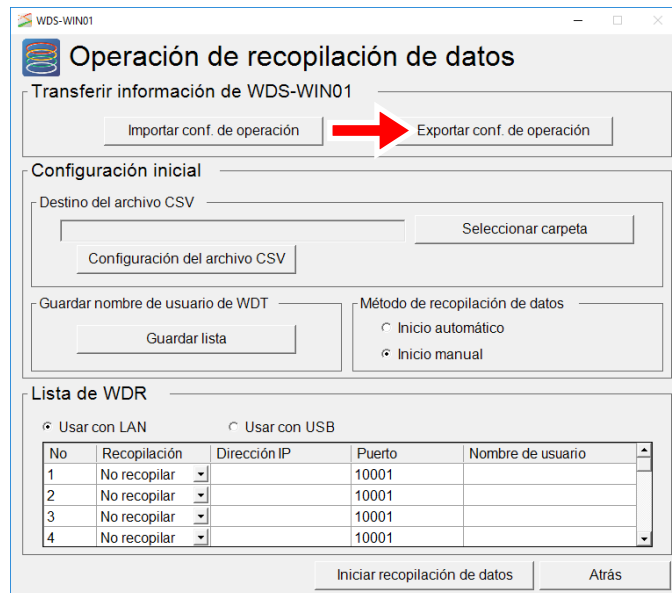 WDS-WIN01
Operación de recopilación de datos
Transferir información de WDS-WIN01
Importar conf. de operación
Exportar conf. de operación
Configuración inicial
Destino del archivo CSV
Seleccionar carpeta
Configuración del archivo CSV
Guardar nombre de usuario de WDT
Guardar lista
Método de recopilación de datos
Inicio automático
Inicio manual
Lista de WDR
Usar con LAN Usar con USB
No Recopilación Dirección IP Puerto Nombre de usuario
1 No recopilar 10001
2 No recopilar 10001
3 No recopilar 10001
4 No recopilar 10001
Iniciar recopilación de datos Atrás